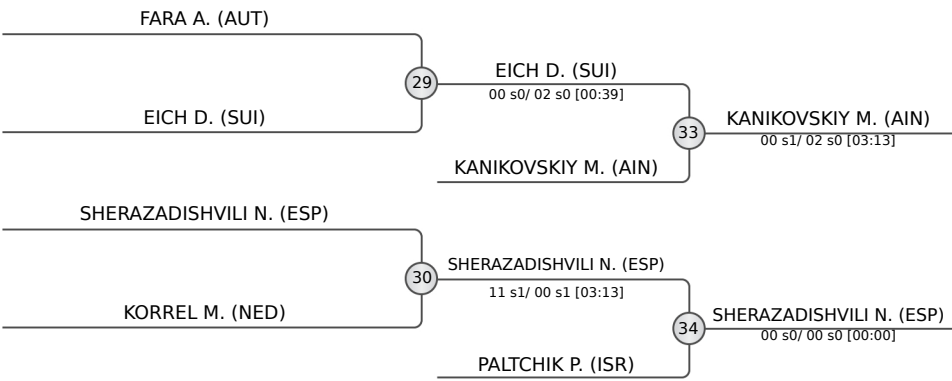 FARA A. (AUT)
29
EICH D. (SUI)
00 s0/ 02 s0 [00:39]
EICH D. (SUI)
33
KANIKOVSKIY M. (AIN)
00 s1/ 02 s0 [03:13]
KANIKOVSKIY M. (AIN)
SHERAZADISHVILI N. (ESP)
30
SHERAZADISHVILI N. (ESP)
11 s1/ 00 s1 [03:13]
KORREL M. (NED)
34
SHERAZADISHVILI N. (ESP)
00 s0/ 00 s0 [00:00]
PALTCHIK P. (ISR)